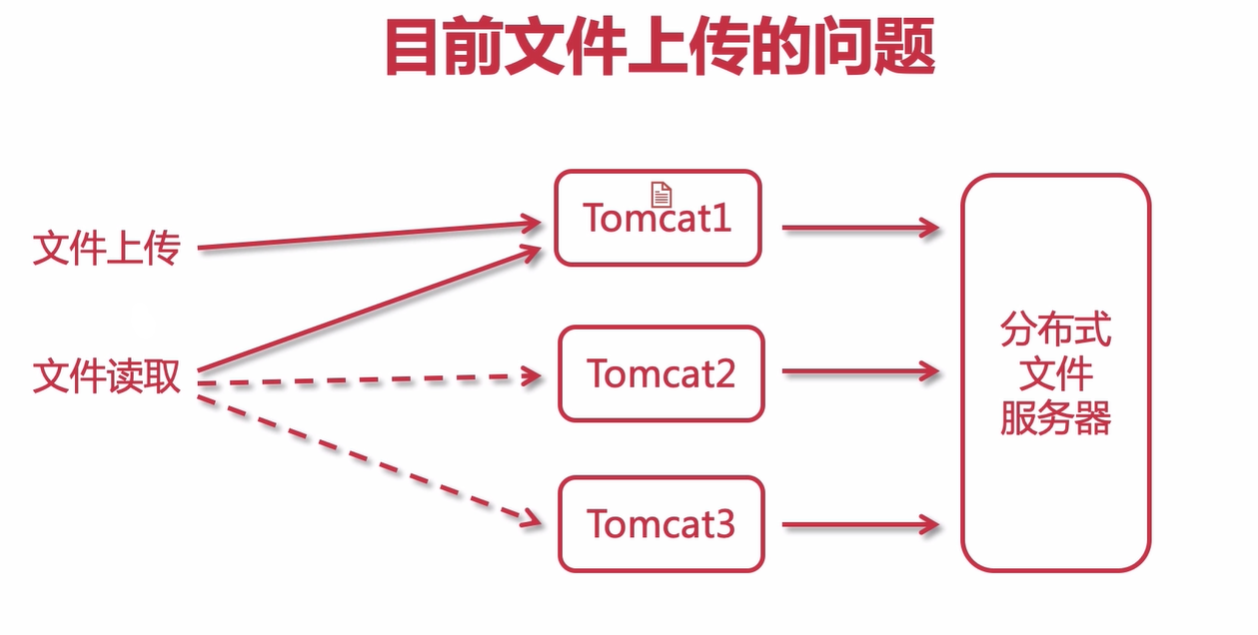 目前文件上传的问题
文件上传
文件读取
Tomcat1
Tomcat2
Tomcat3
分布式
文件
服务器